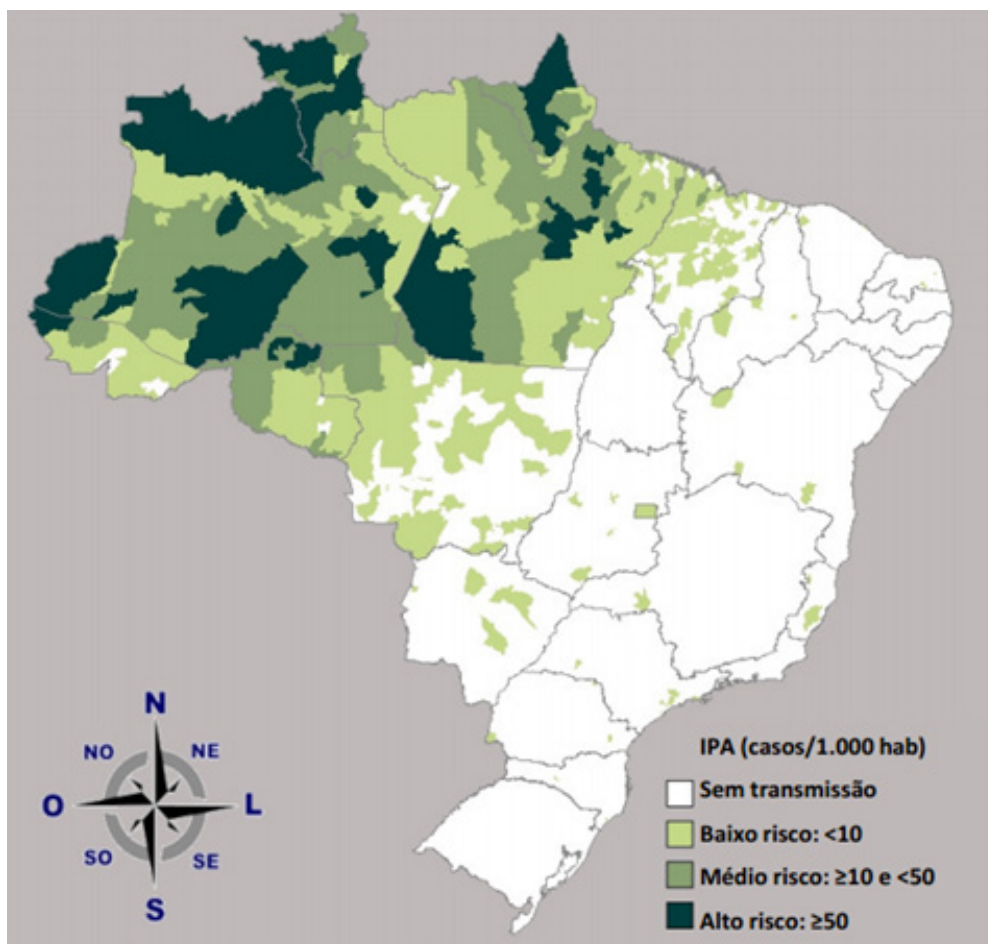 N
NO
NE
O
L
SO
SE
S
IPA (casos/1.000 hab)
Sem transmissão
Baixo risco: <10
Médio risco: ≥10 e <50
Alto risco: ≥50